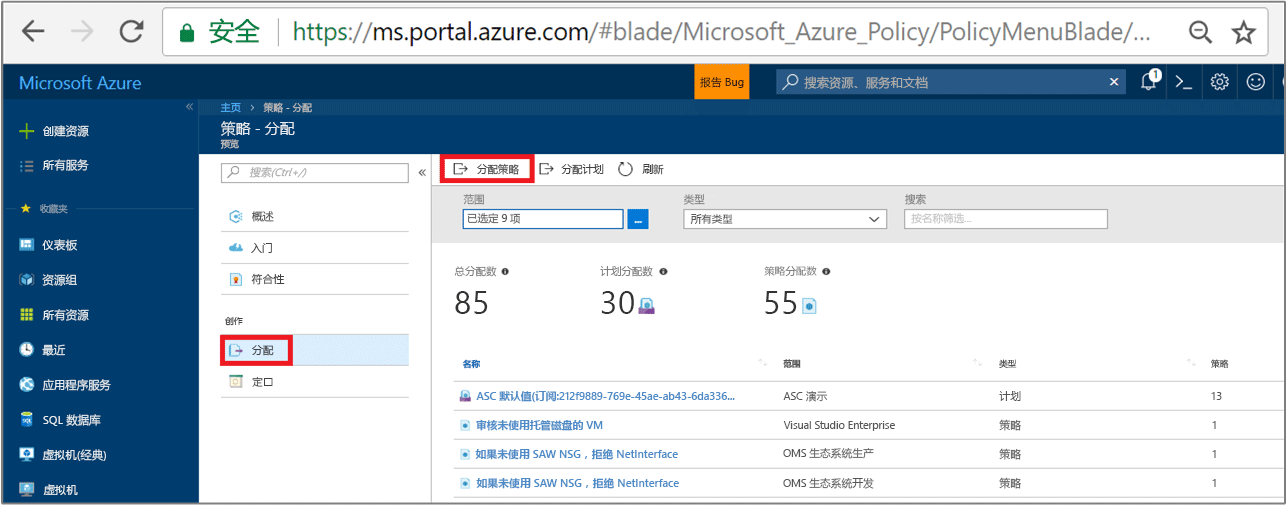 安全 https://ms.portal.azure.com/#blade/Microsoft_Azure_Policy/PolicyMenuBlade/...
Microsoft Azure 报告 Bug 搜索资源、服务和文档 × 1
« 主页 > 策略 - 分配
策略 - 分配
预览
创建资源
所有服务
收藏夹
仪表板
资源组
所有资源
最近
应用程序服务
SQL 数据库
虚拟机(经典)
虚拟机
搜索(Ctrl+/) «
概述
入门
符合性
创作
分配
定口
分配策略 分配计划 刷新
范围 类型 搜索
已选定 9 项 ... 所有类型 按名称筛选...
总分配数 计划分配数 策略分配数
85 30 55
名称 范围 类型 策略
ASC 默认值(订阅:212f9889-769e-45ae-ab43-6da336... ASC 演示 计划 13
审核未使用托管磁盘的 VM Visual Studio Enterprise 策略 1
如果未使用 SAW NSG，拒绝 NetInterface OMS 生态系统生产 策略 1
如果未使用 SAW NSG，拒绝 NetInterface OMS 生态系统开发 策略 1